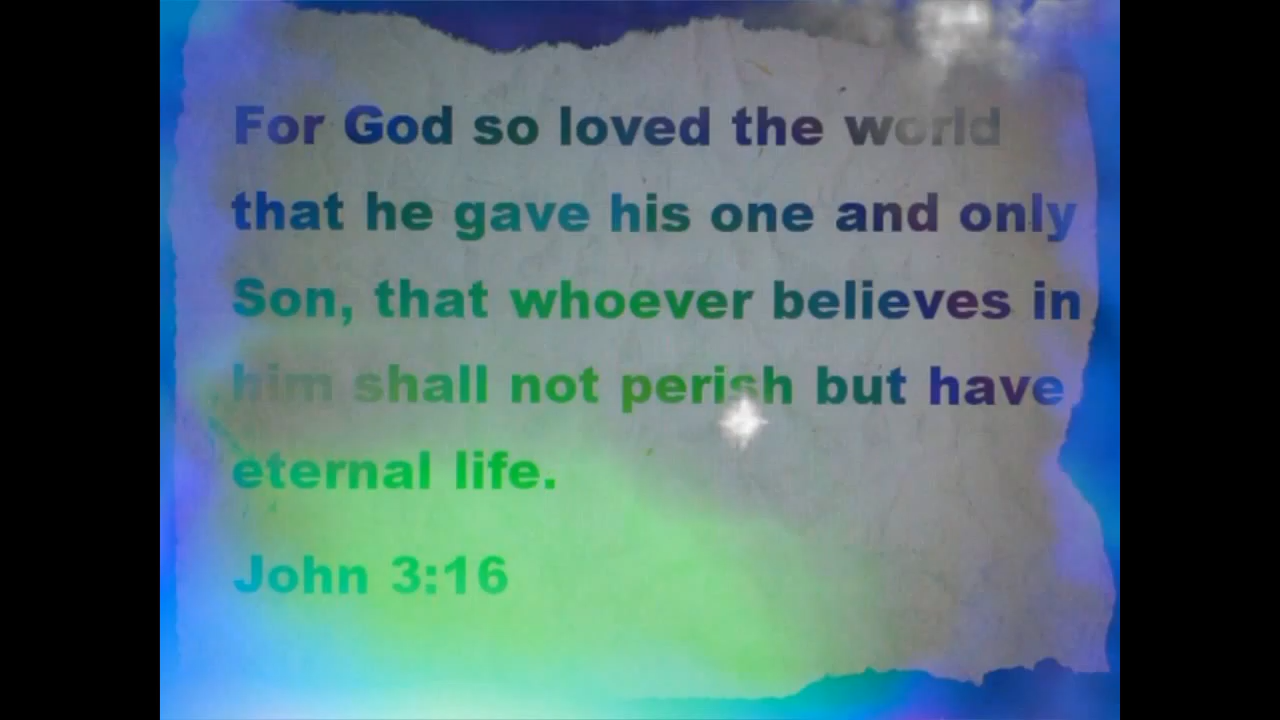 For God so loved the world
that he gave his one and only
Son, that whoever believes in
him shall not perish but have
eternal life.
John 3:16